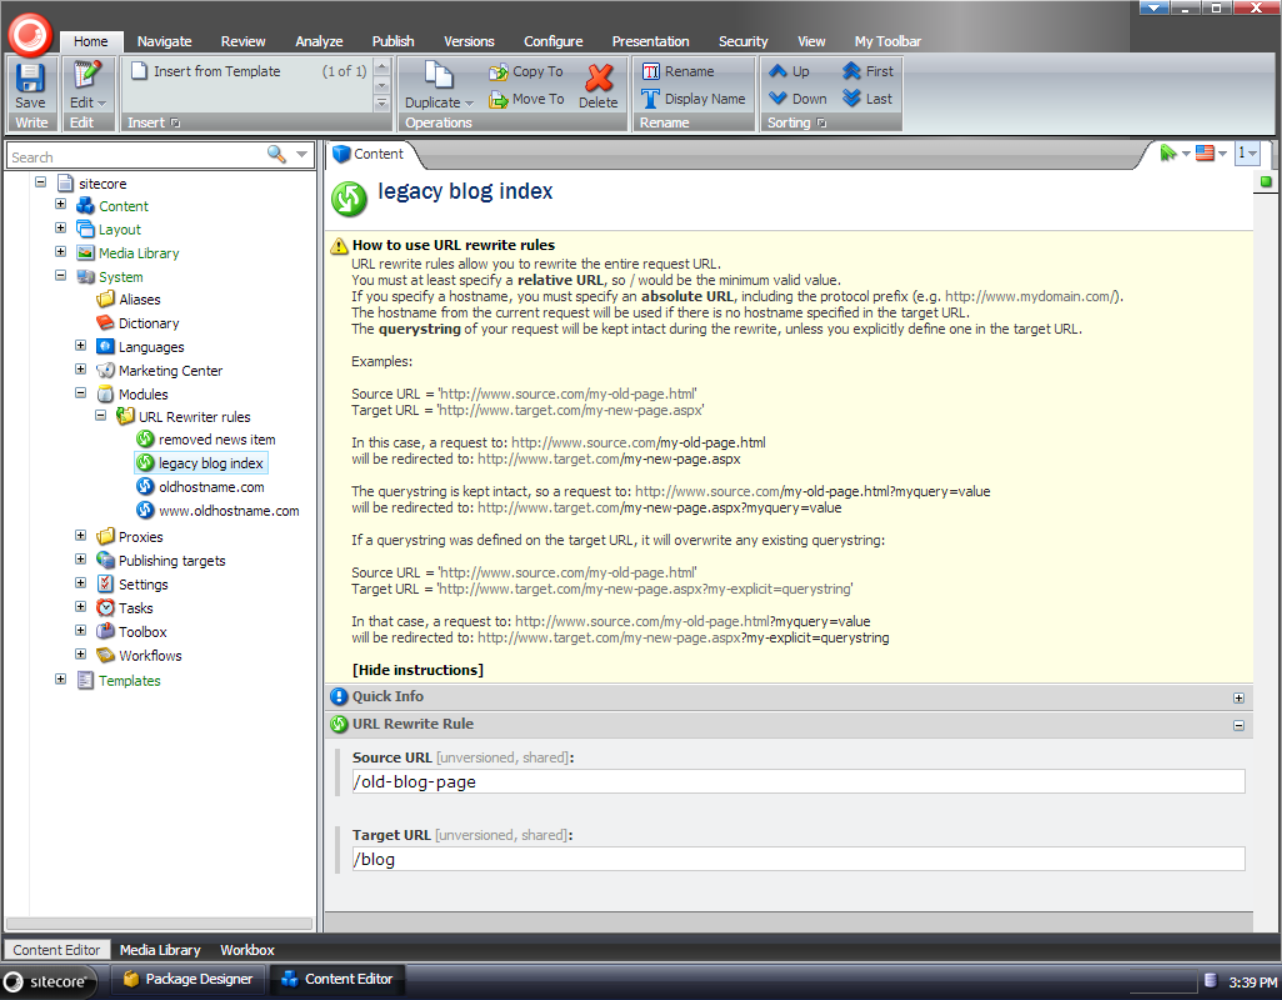 Home Navigate Review Analyze Publish Versions Configure Presentation Security View My Toolbar
Save
Write
Edit
Edit
Insert from Template (1 of 1)
Insert
Duplicate
Copy To
Move To
Delete
Operations
Rename
Display Name
Rename
Up First
Down Last
Sorting
Search
sitecore
Content
Layout
Media Library
System
Aliases
Dictionary
Languages
Marketing Center
Modules
URL Rewriter rules
removed news item
legacy blog index
oldhostname.com
www.oldhostname.com
Proxies
Publishing targets
Settings
Tasks
Toolbox
Workflows
Templates
Content
1
legacy blog index
How to use URL rewrite rules
URL rewrite rules allow you to rewrite the entire request URL.
You must at least specify a relative URL, so / would be the minimum valid value.
If you specify a hostname, you must specify an absolute URL, including the protocol prefix (e.g. http://www.mydomain.com/).
The hostname from the current request will be used if there is no hostname specified in the target URL.
The querystring of your request will be kept intact during the rewrite, unless you explicitly define one in the target URL.
Examples:
Source URL = 'http://www.source.com/my-old-page.html'
Target URL = 'http://www.target.com/my-new-page.aspx'
In this case, a request to: http://www.source.com/my-old-page.html
will be redirected to: http://www.target.com/my-new-page.aspx
The querystring is kept intact, so a request to: http://www.source.com/my-old-page.html?myquery=value
will be redirected to: http://www.target.com/my-new-page.aspx?myquery=value
If a querystring was defined on the target URL, it will overwrite any existing querystring:
Source URL = 'http://www.source.com/my-old-page.html'
Target URL = 'http://www.target.com/my-new-page.aspx?my-explicit=querystring'
In that case, a request to: http://www.source.com/my-old-page.html?myquery=value
will be redirected to: http://www.target.com/my-new-page.aspx?my-explicit=querystring
[Hide instructions]
Quick Info
URL Rewrite Rule
Source URL [unversioned, shared]:
/old-blog-page
Target URL [unversioned, shared]:
/blog
Content Editor Media Library Workbox
sitecore Package Designer Content Editor 3:39 PM